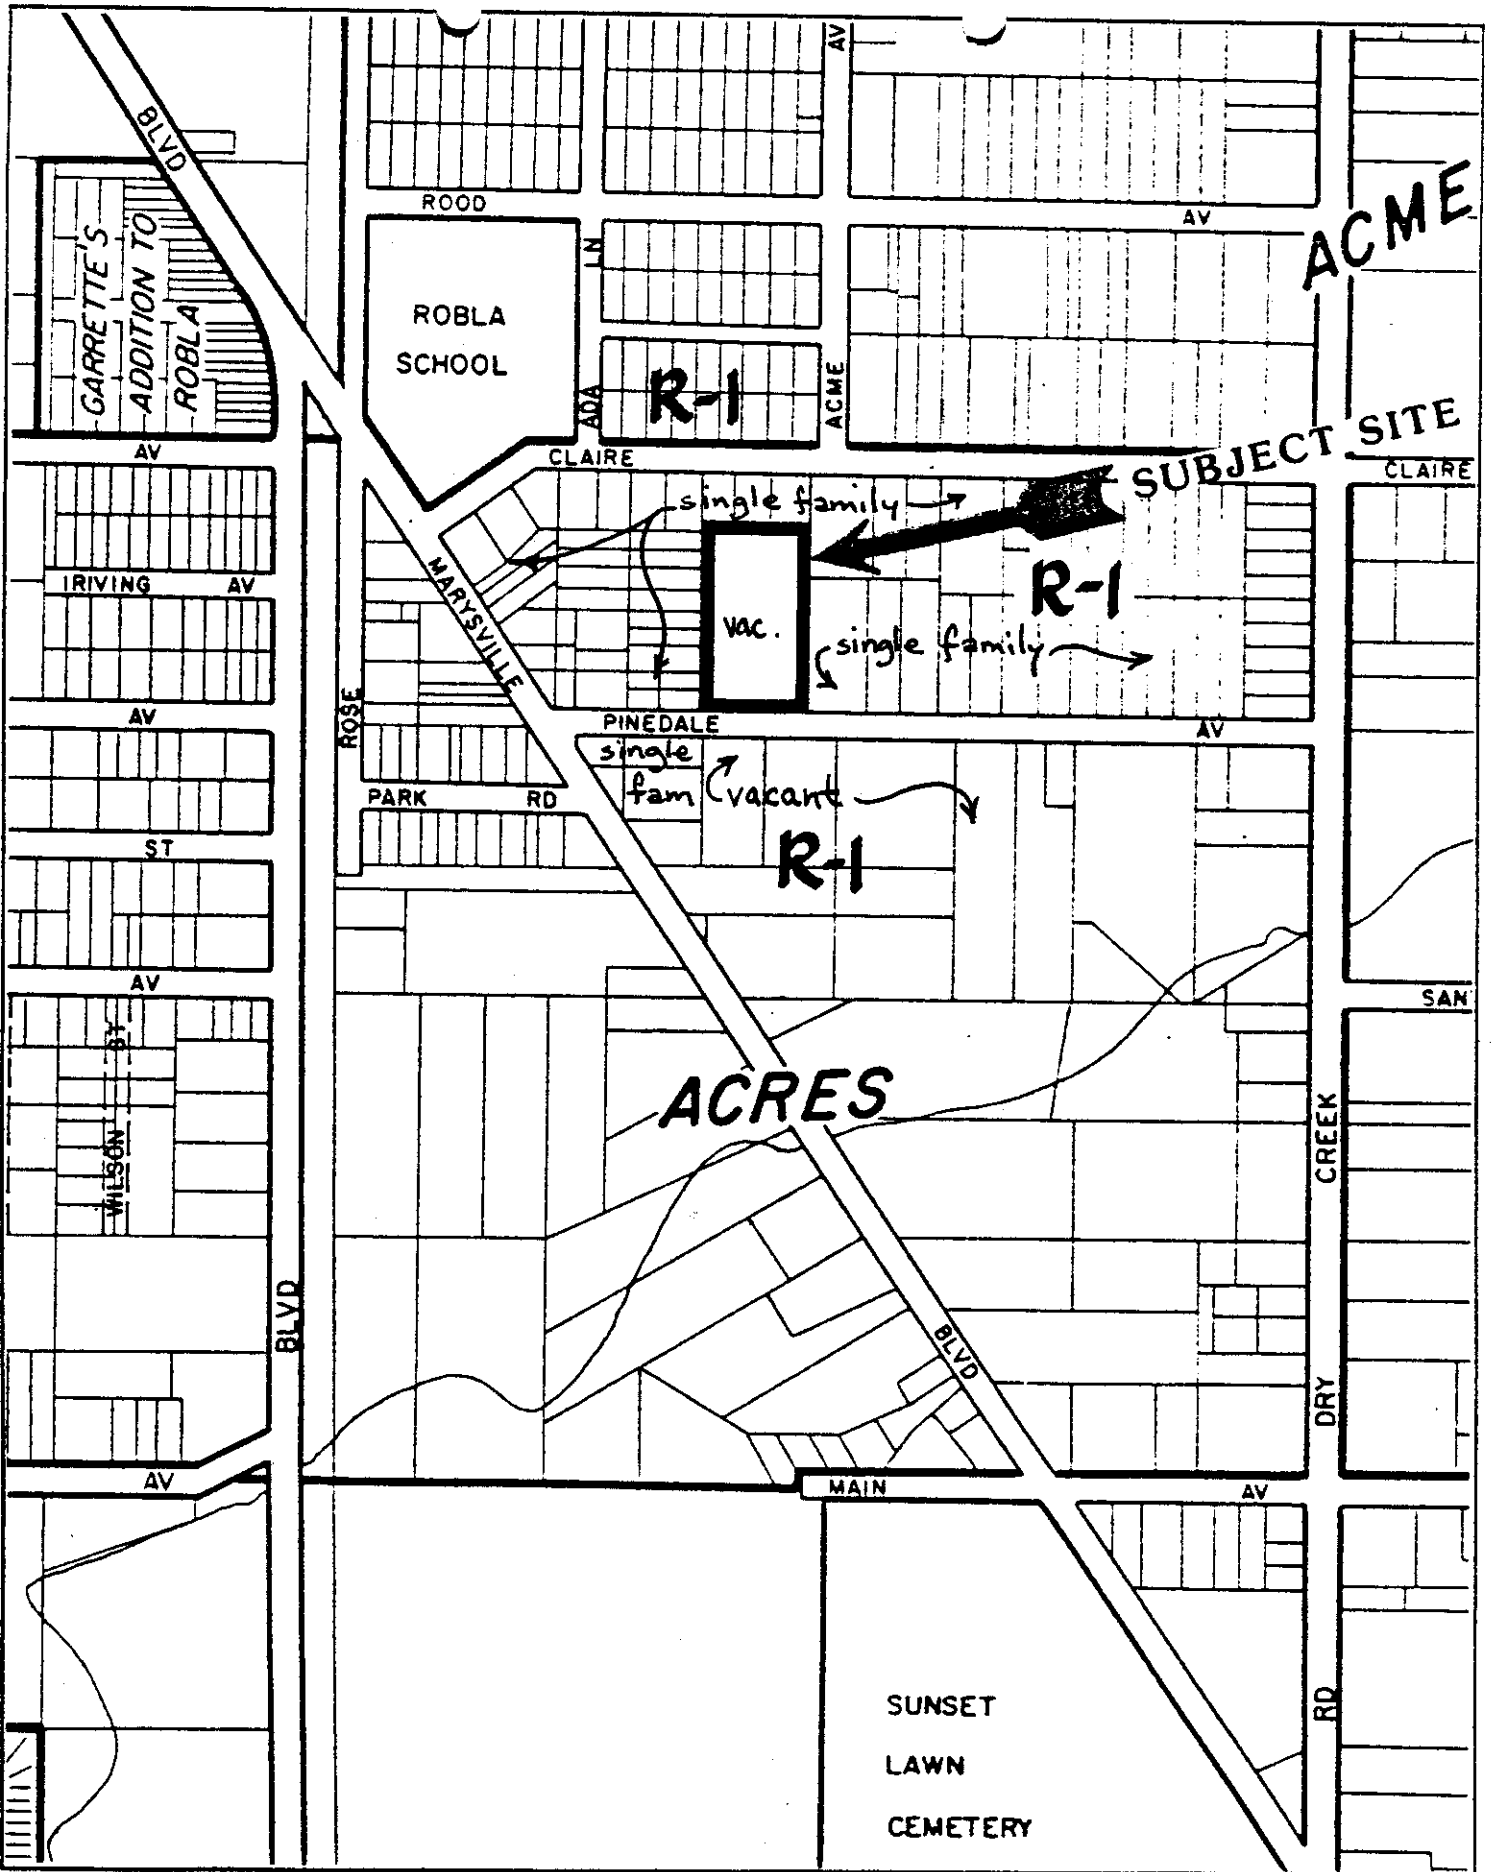 AV
BLVD
ROOD
AV
ACME
GARRETTE'S
ADDITION TO
ROBLA
LN
ROBLA
SCHOOL
ADA
R-1
ACME
SUBJECT SITE
AV
CLAIRE
CLAIRE
single family
IRIVING AV
MARYSVILLE
R-1
vac.
single family
ROSE
AV
PINEDALE
AV
single
fam
vacant
PARK RD
R-1
ST
AV
SAN
WILSON ST
ACRES
CREEK
BLVD
BLVD
DRY
AV
MAIN
AV
SUNSET
LAWN
CEMETERY
RD